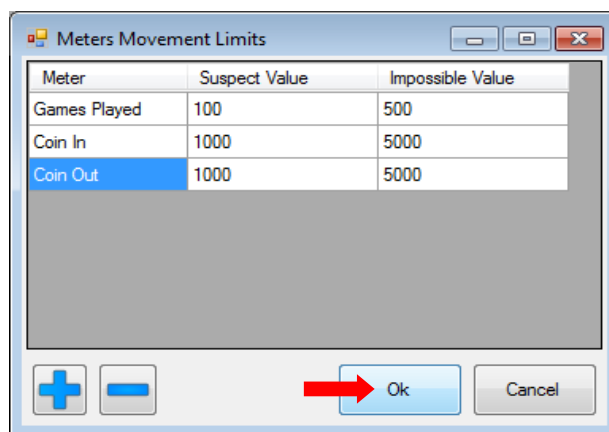 Meters Movement Limits
Meter Suspect Value Impossible Value
Games Played 100 500
Coin In 1000 5000
Coin Out 1000 5000
Ok Cancel